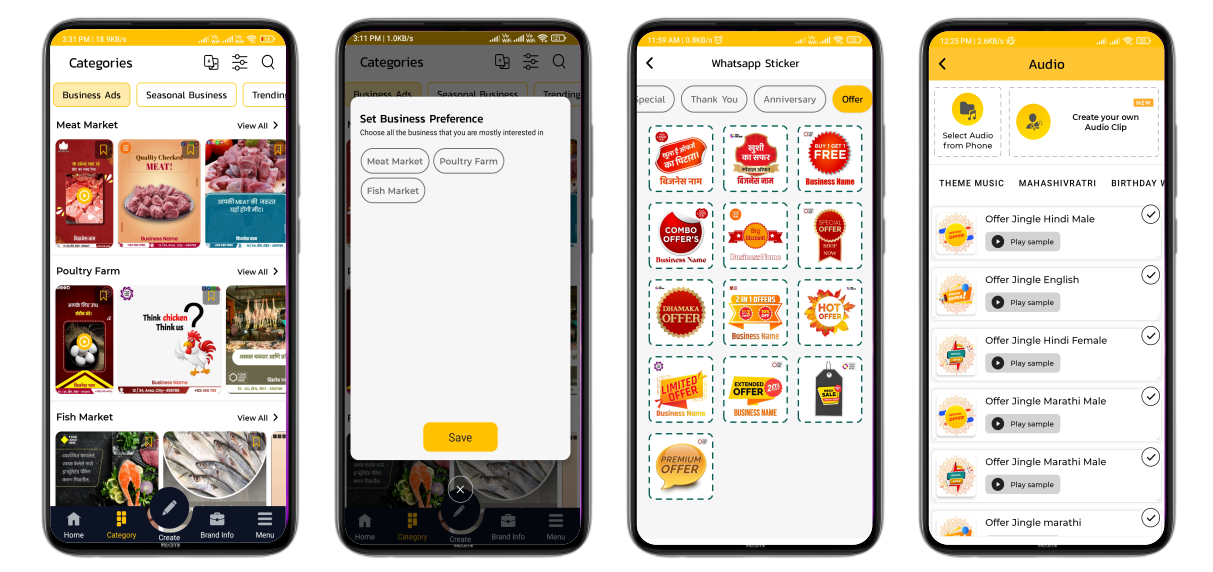 3:31 PM | 18.9KB/s
Categories
Business Ads
Seasonal Business
Trending
Meat Market
View All
Quality Checked
MEAT!
आपकी MEAT की जरुरत
यहाँ होगी मीट।
बिज़नेस नाम
Business Name
बिज़नेस नाम
Poultry Farm
View All
आपके लिए उच्च
Think chicken
Think us
?
Business Name
बिज़नेस नाम
Fish Market
View All
Home
Category
Create
Brand Info
Menu
3:11 PM | 1.0KB/s
Categories
Business Ads
Seasonal Business
Trending
Set Business Preference
Choose all the business that you are mostly interested in
Meat Market
Poultry Farm
Fish Market
Save
Home
Category
Create
Brand Info
Menu
11:59 AM | 0.8KB/s
Whatsapp Sticker
Special
Thank You
Anniversary
Offer
खुला है ऑफर्स
का पिटारा!
बिजनेस नाम
खुशी
का सफर
स्पेशल ऑफर
बिजनेस नाम
BUY 1 GET 1
FREE
Business Name
COMBO
OFFER'S
Business Name
Big
Discount
Business Name
SPECIAL
OFFER
SHOP
NOW
DHAMAKA
OFFER
2 IN 1 OFFERS
Business Name
HOT
OFFER
LIMITED
OFFER
Business Name
EXTENDED
OFFER
20%
BUSINESS NAME
MEGA
SALE
PREMIUM
OFFER
12:25 PM | 2.6KB/s
Audio
Select Audio
from Phone
NEW
Create your own
Audio Clip
THEME MUSIC
MAHASHIVRATRI
BIRTHDAY W
Offer Jingle Hindi Male
Play sample
Offer Jingle English
Play sample
Offer Jingle Hindi Female
Play sample
Offer Jingle Marathi Male
Play sample
Offer Jingle Marathi Male
Play sample
Offer Jingle marathi